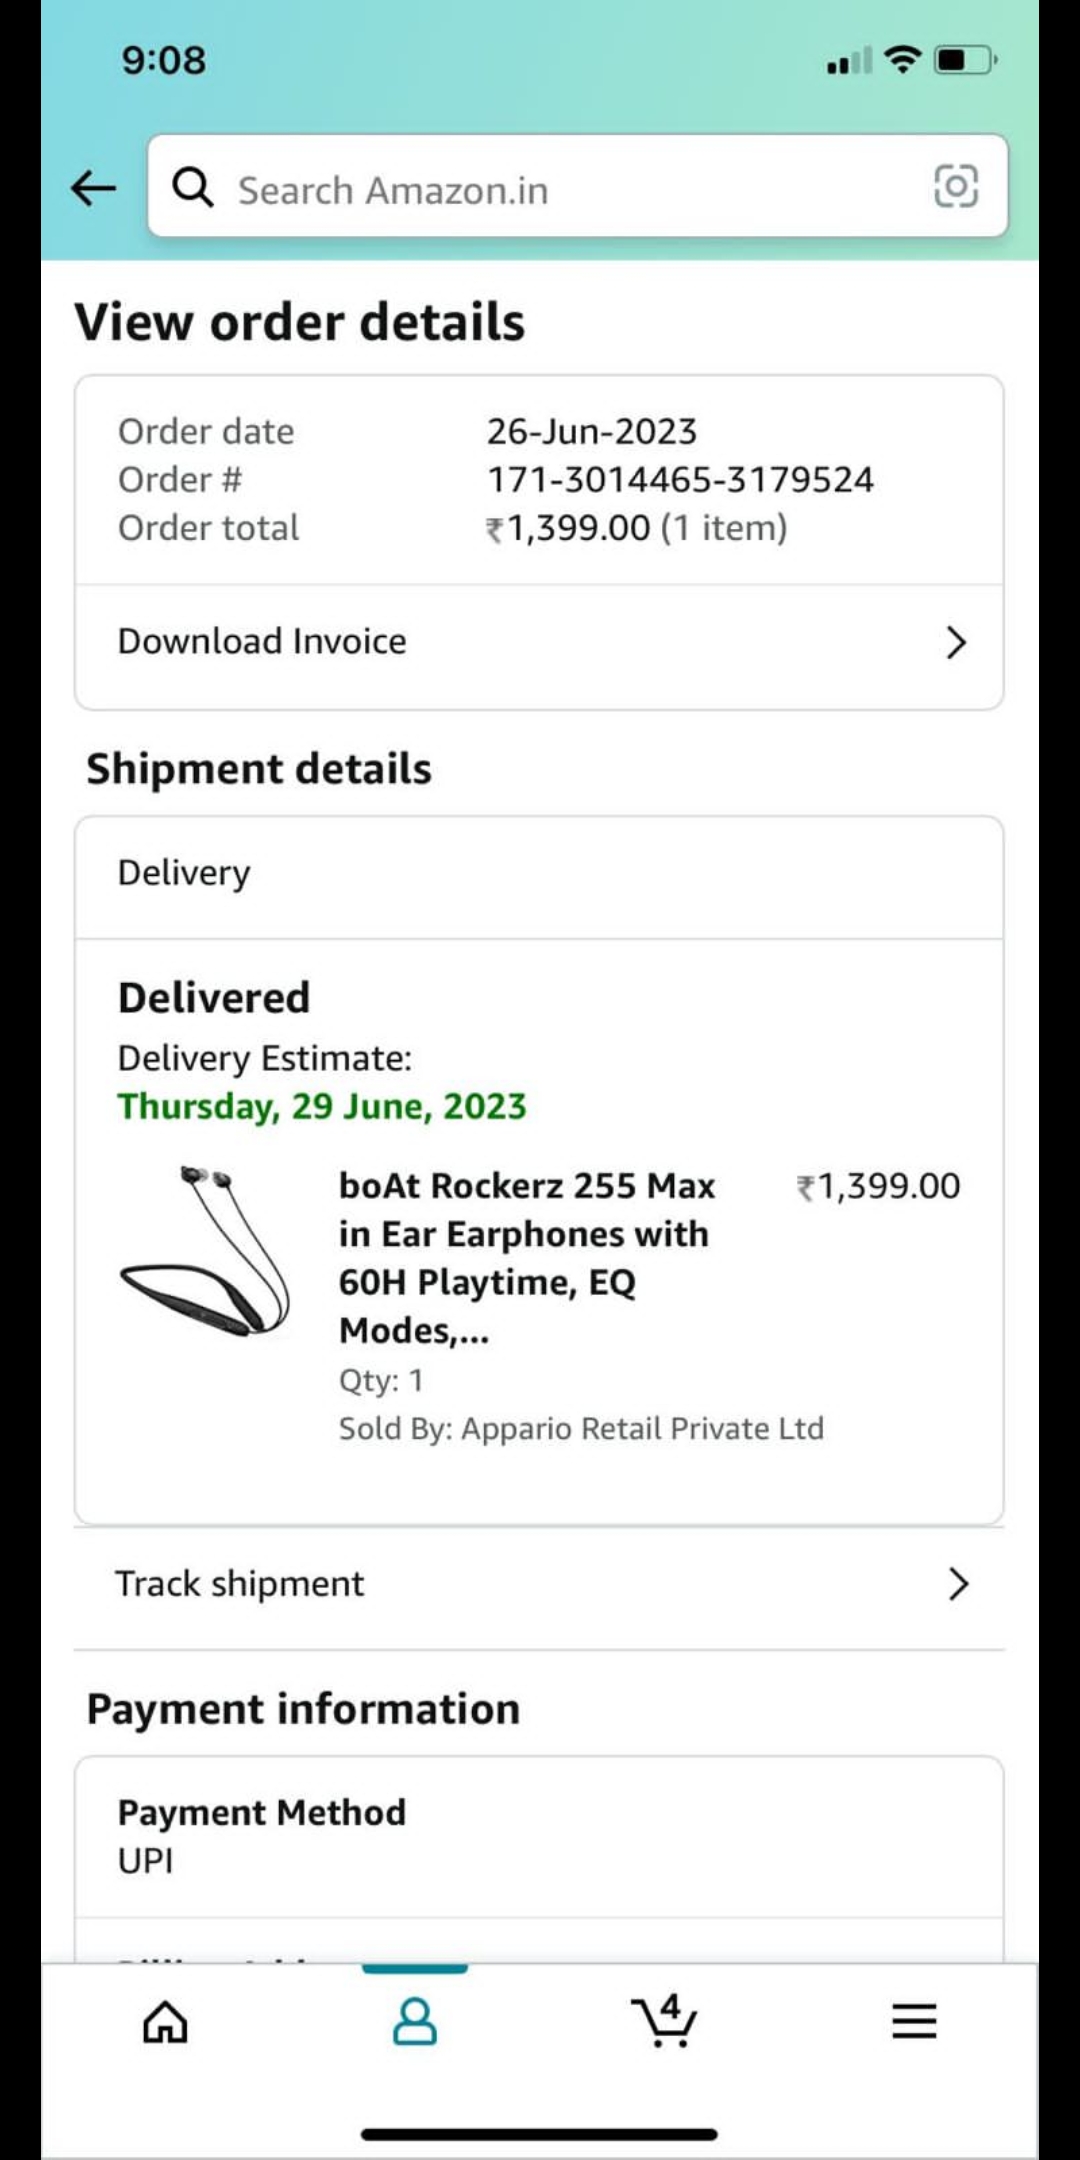 9:08
Search Amazon.in
View order details
Order date 26-Jun-2023
Order # 171-3014465-3179524
Order total ₹1,399.00 (1 item)
Download Invoice
Shipment details
Delivery
Delivered
Delivery Estimate:
Thursday, 29 June, 2023
boAt Rockerz 255 Max ₹1,399.00
in Ear Earphones with
60H Playtime, EQ
Modes,...
Qty: 1
Sold By: Appario Retail Private Ltd
Track shipment
Payment information
Payment Method
UPI
4